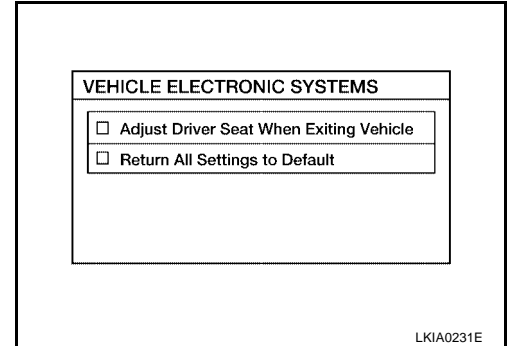 VEHICLE ELECTRONIC SYSTEMS
Adjust Driver Seat When Exiting Vehicle
Return All Settings to Default
LKIA0231E